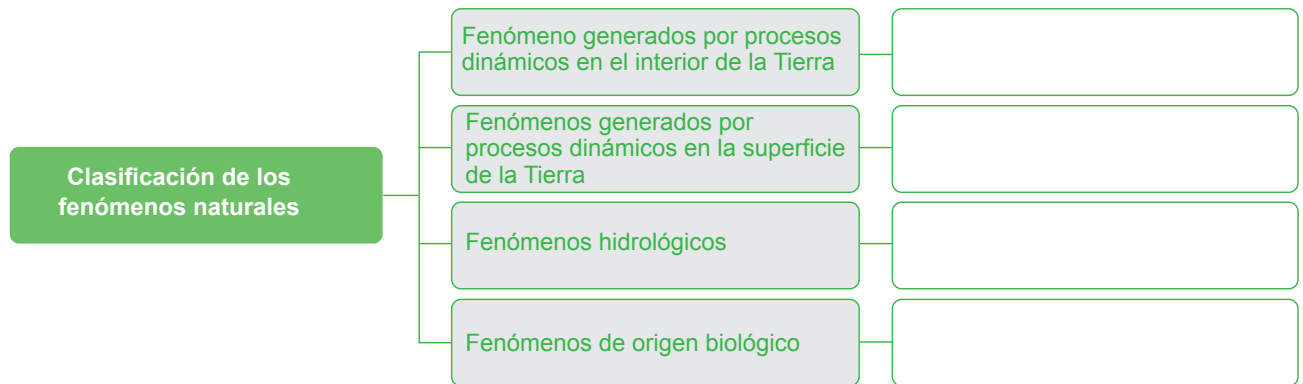 Clasificación de los
fenómenos naturales
Fenómeno generados por procesos
dinámicos en el interior de la Tierra
Fenómenos generados por
procesos dinámicos en la superficie
de la Tierra
Fenómenos hidrológicos
Fenómenos de origen biológico